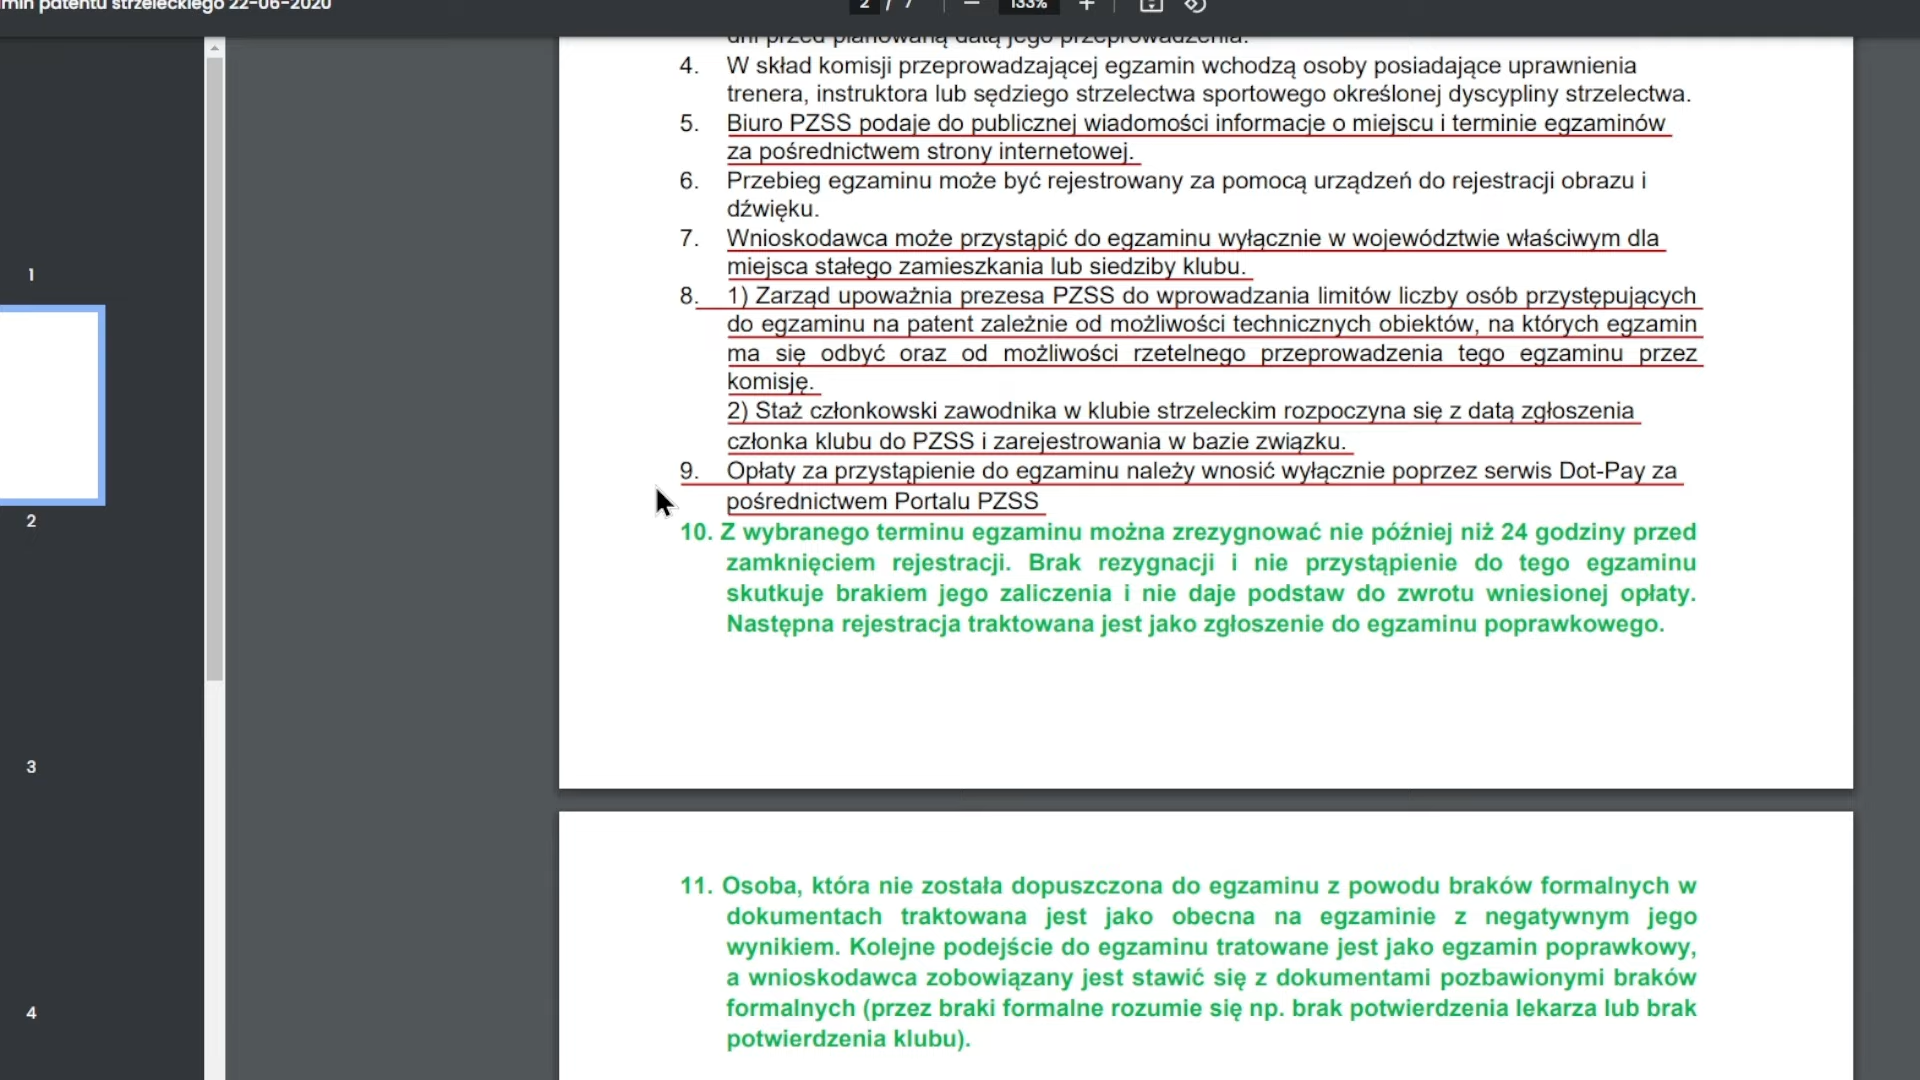 min patentu strzeleckiego 22-06-2020
2 / 7
133%
dni przed planowaną datą jego przeprowadzenia.
4. W skład komisji przeprowadzającej egzamin wchodzą osoby posiadające uprawnienia
trenera, instruktora lub sędziego strzelectwa sportowego określonej dyscypliny strzelectwa.
5. Biuro PZSS podaje do publicznej wiadomości informacje o miejscu i terminie egzaminów
za pośrednictwem strony internetowej.
6. Przebieg egzaminu może być rejestrowany za pomocą urządzeń do rejestracji obrazu i
dźwięku.
7. Wnioskodawca może przystąpić do egzaminu wyłącznie w województwie właściwym dla
miejsca stałego zamieszkania lub siedziby klubu.
8. 1) Zarząd upoważnia prezesa PZSS do wprowadzania limitów liczby osób przystępujących
do egzaminu na patent zależnie od możliwości technicznych obiektów, na których egzamin
ma się odbyć oraz od możliwości rzetelnego przeprowadzenia tego egzaminu przez
komisję.
2) Staż członkowski zawodnika w klubie strzeleckim rozpoczyna się z datą zgłoszenia
członka klubu do PZSS i zarejestrowania w bazie związku.
9. Opłaty za przystąpienie do egzaminu należy wnosić wyłącznie poprzez serwis Dot-Pay za
pośrednictwem Portalu PZSS
10. Z wybranego terminu egzaminu można zrezygnować nie później niż 24 godziny przed
zamknięciem rejestracji. Brak rezygnacji i nie przystąpienie do tego egzaminu
skutkuje brakiem jego zaliczenia i nie daje podstaw do zwrotu wniesionej opłaty.
Następna rejestracja traktowana jest jako zgłoszenie do egzaminu poprawkowego.
11. Osoba, która nie została dopuszczona do egzaminu z powodu braków formalnych w
dokumentach traktowana jest jako obecna na egzaminie z negatywnym jego
wynikiem. Kolejne podejście do egzaminu tratowane jest jako egzamin poprawkowy,
a wnioskodawca zobowiązany jest stawić się z dokumentami pozbawionymi braków
formalnych (przez braki formalne rozumie się np. brak potwierdzenia lekarza lub brak
potwierdzenia klubu).
1
2
3
4